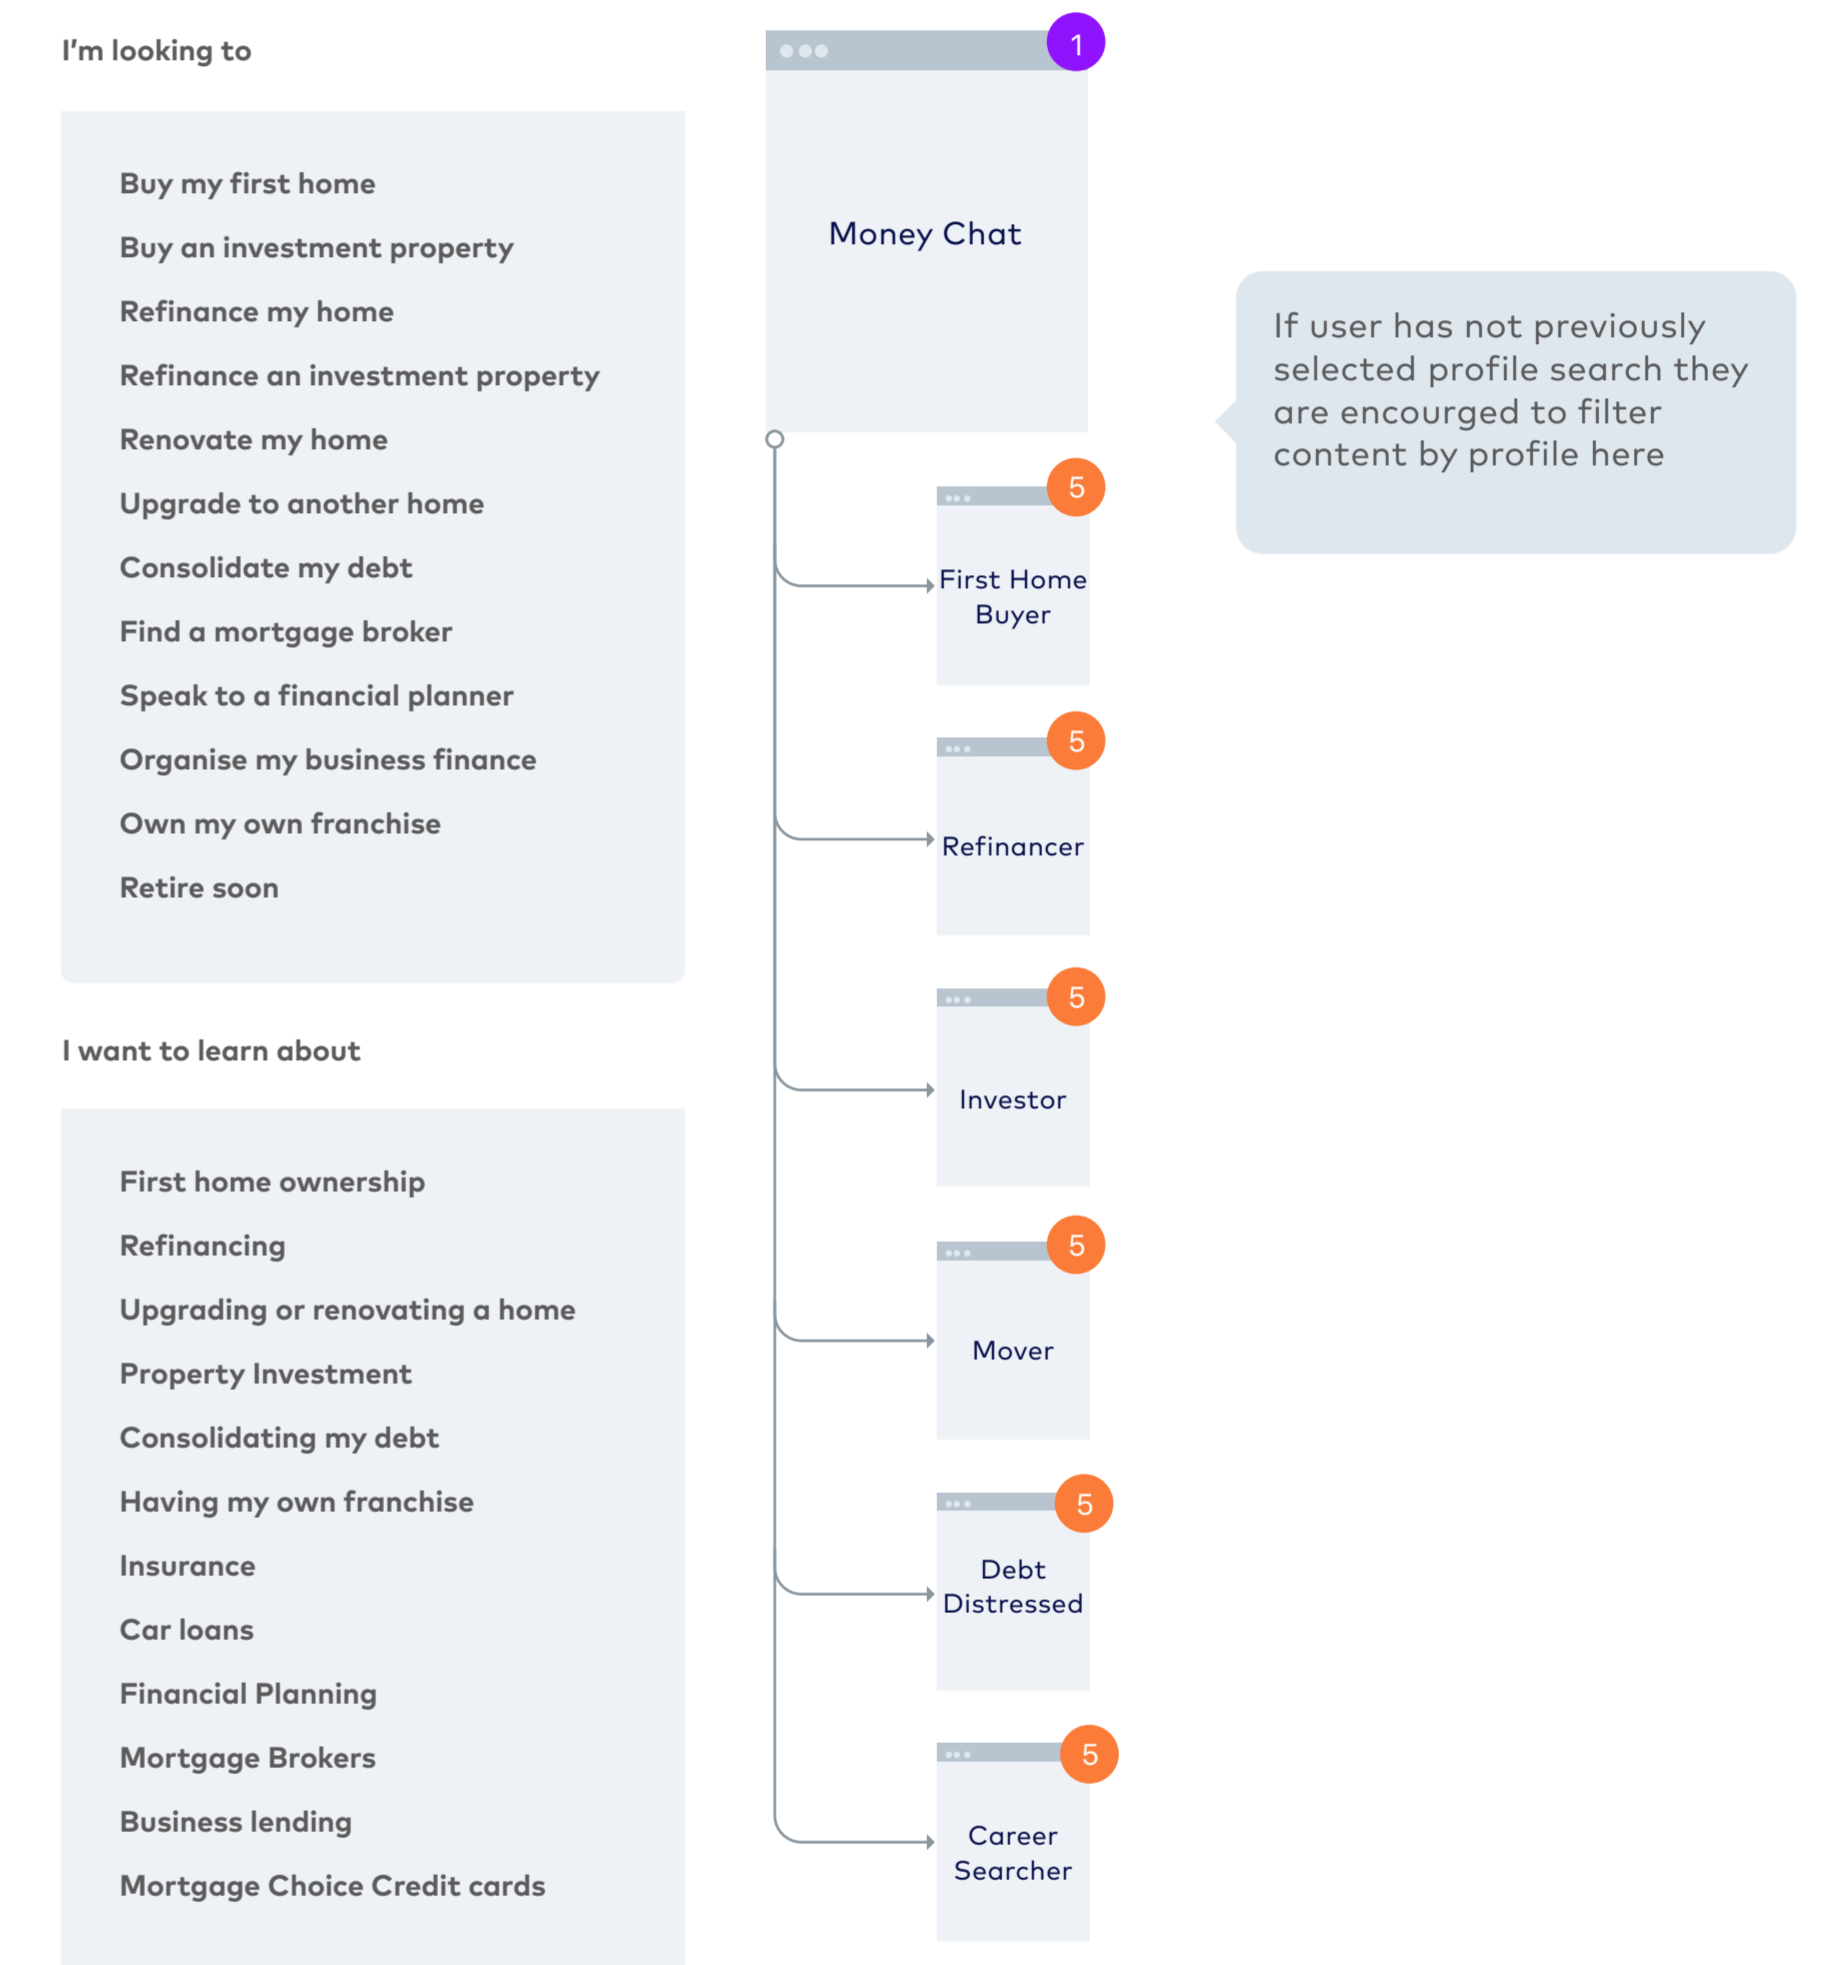 I’m looking to
Buy my first home
Buy an investment property
Refinance my home
Refinance an investment property
Renovate my home
Upgrade to another home
Consolidate my debt
Find a mortgage broker
Speak to a financial planner
Organise my business finance
Own my own franchise
Retire soon
I want to learn about
First home ownership
Refinancing
Upgrading or renovating a home
Property Investment
Consolidating my debt
Having my own franchise
Insurance
Car loans
Financial Planning
Mortgage Brokers
Business lending
Mortgage Choice Credit cards
1
Money Chat
If user has not previously
selected profile search they
are encourged to filter
content by profile here
5
First Home
Buyer
5
Refinancer
5
Investor
5
Mover
5
Debt
Distressed
5
Career
Searcher